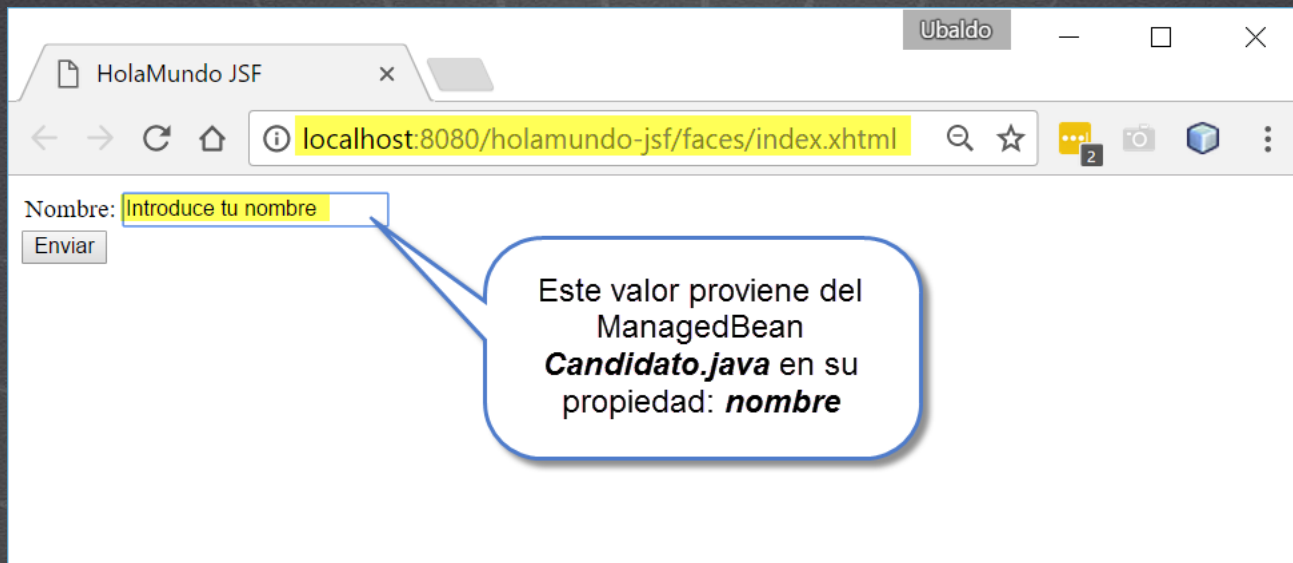 Ubaldo
HolaMundo JSF
localhost:8080/holamundo-jsf/faces/index.xhtml
2
Nombre: Introduce tu nombre
Enviar
Este valor proviene del
ManagedBean
Candidato.java en su
propiedad: nombre